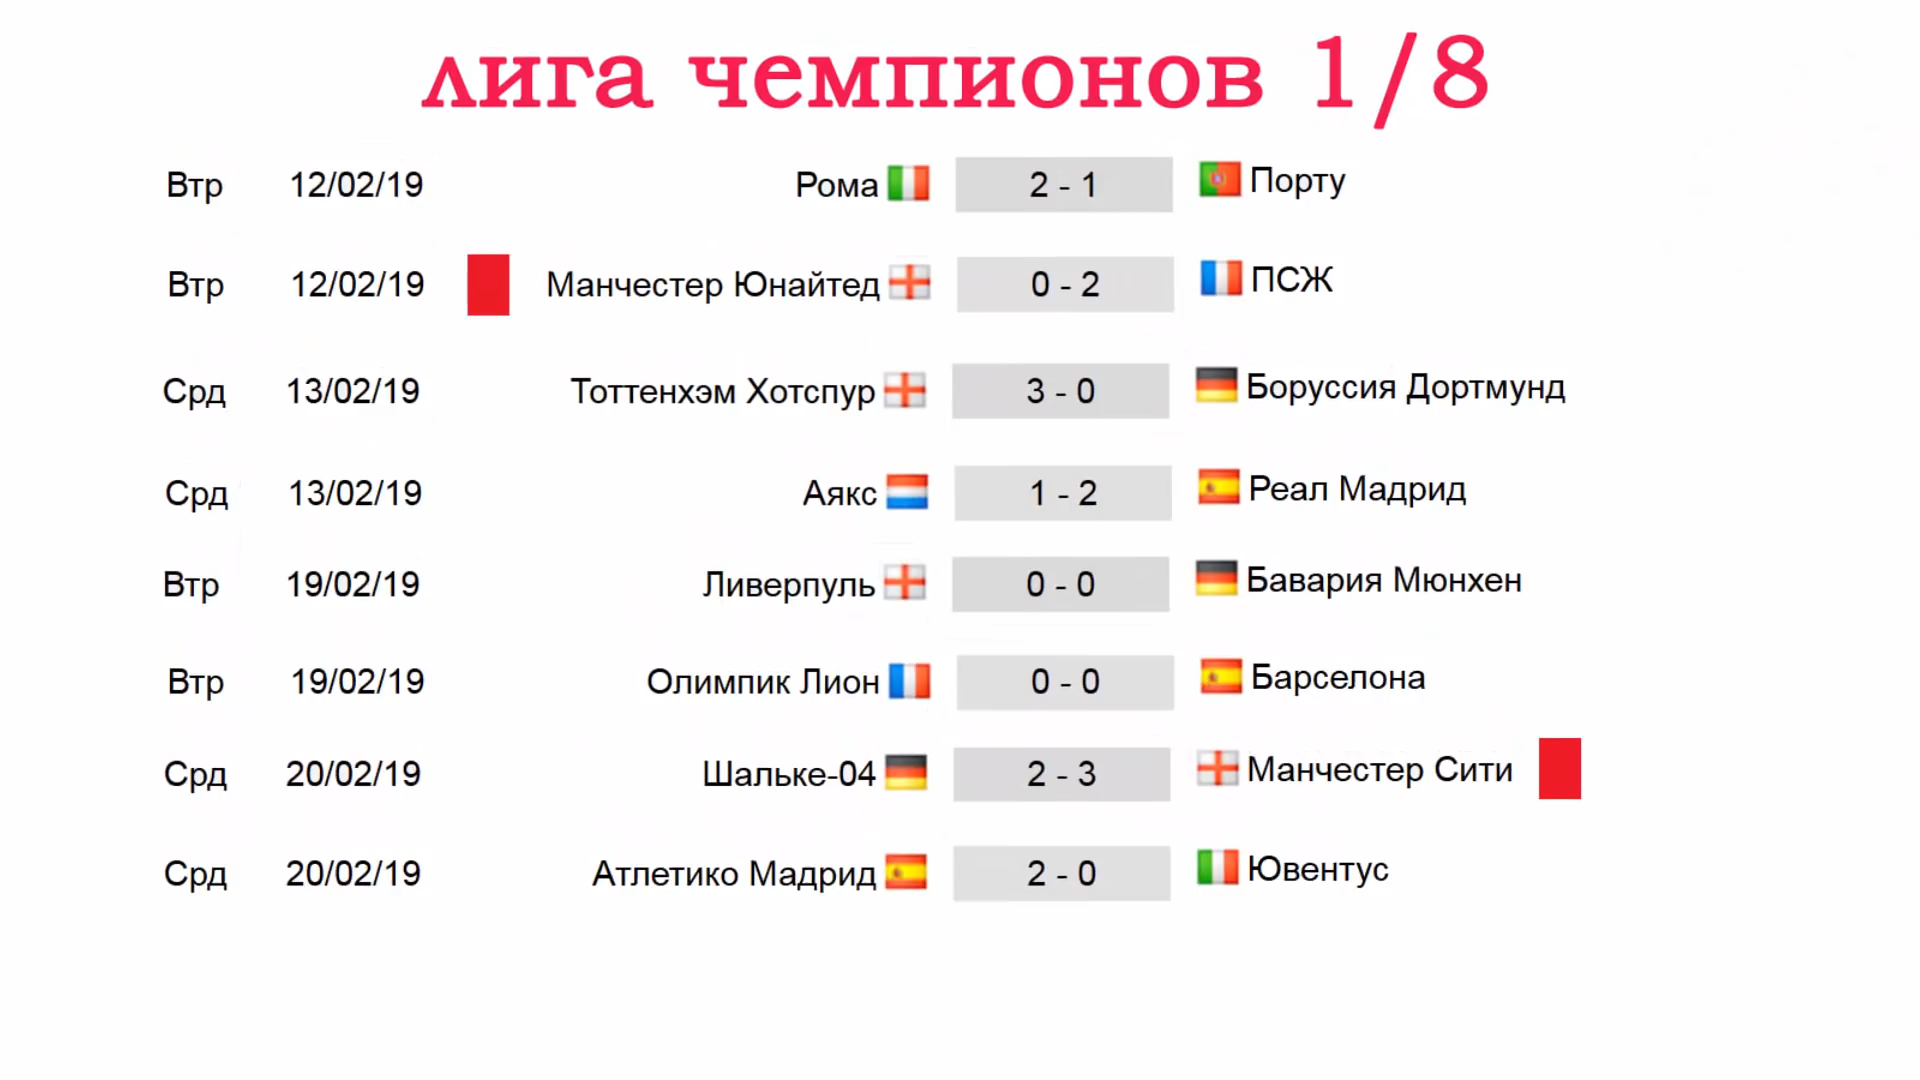 лига чемпионов 1/8
Втр 12/02/19 Рома 2 - 1 Порту
Втр 12/02/19 Манчестер Юнайтед 0 - 2 ПСЖ
Срд 13/02/19 Тоттенхэм Хотспур 3 - 0 Боруссия Дортмунд
Срд 13/02/19 Аякс 1 - 2 Реал Мадрид
Втр 19/02/19 Ливерпуль 0 - 0 Бавария Мюнхен
Втр 19/02/19 Олимпик Лион 0 - 0 Барселона
Срд 20/02/19 Шальке-04 2 - 3 Манчестер Сити
Срд 20/02/19 Атлетико Мадрид 2 - 0 Ювентус